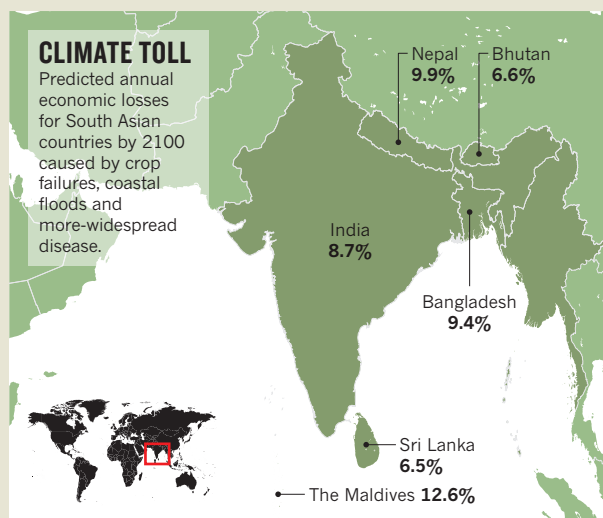 CLIMATE TOLL
Predicted annual
economic losses
for South Asian
countries by 2100
caused by crop
failures, coastal
floods and
more-widespread
disease.
Nepal
9.9%
Bhutan
6.6%
India
8.7%
Bangladesh
9.4%
Sri Lanka
6.5%
The Maldives 12.6%